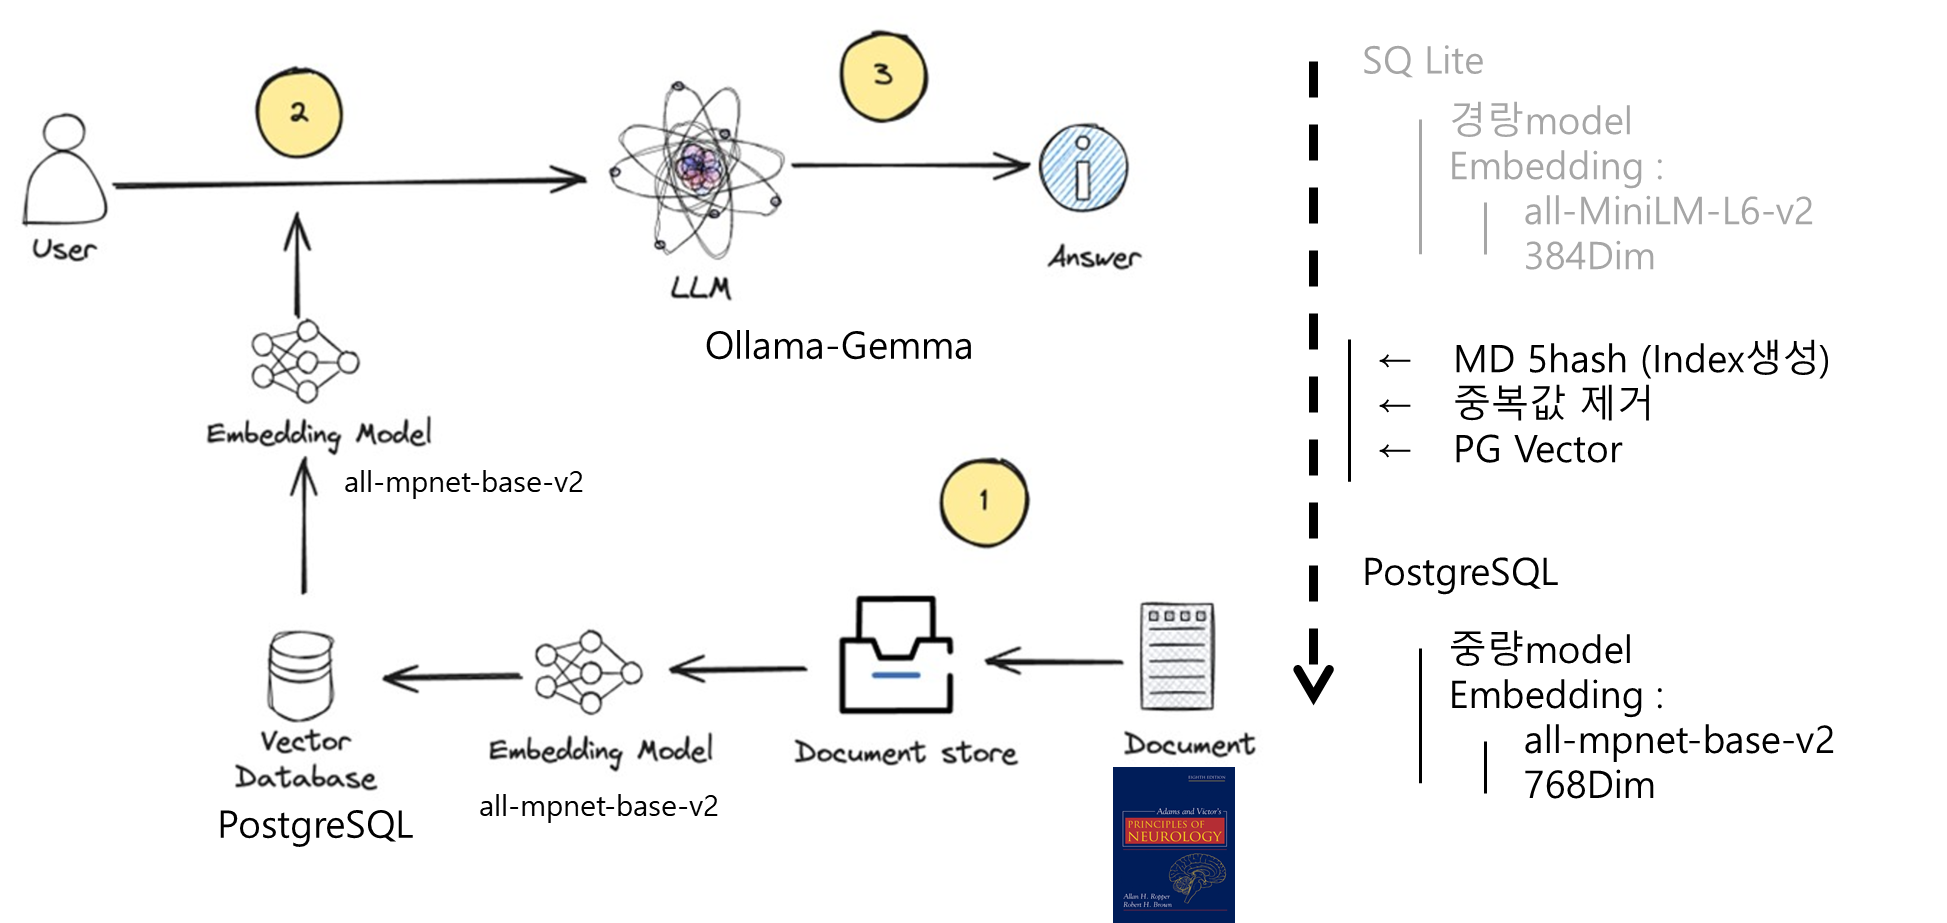 2
3
User
LLM
Answer
Ollama-Gemma
Embedding Model
all-mpnet-base-v2
1
Vector
Database
PostgreSQL
Embedding Model
all-mpnet-base-v2
Document store
Document
EIGHTH EDITION
Adams and Victor's
PRINCIPLES OF
NEUROLOGY
Allan H. Ropper
Robert H. Brown
SQ Lite
경랑model
Embedding :
all-MiniLM-L6-v2
384Dim
← MD 5hash (Index생성)
← 중복값 제거
← PG Vector
PostgreSQL
중량model
Embedding :
all-mpnet-base-v2
768Dim